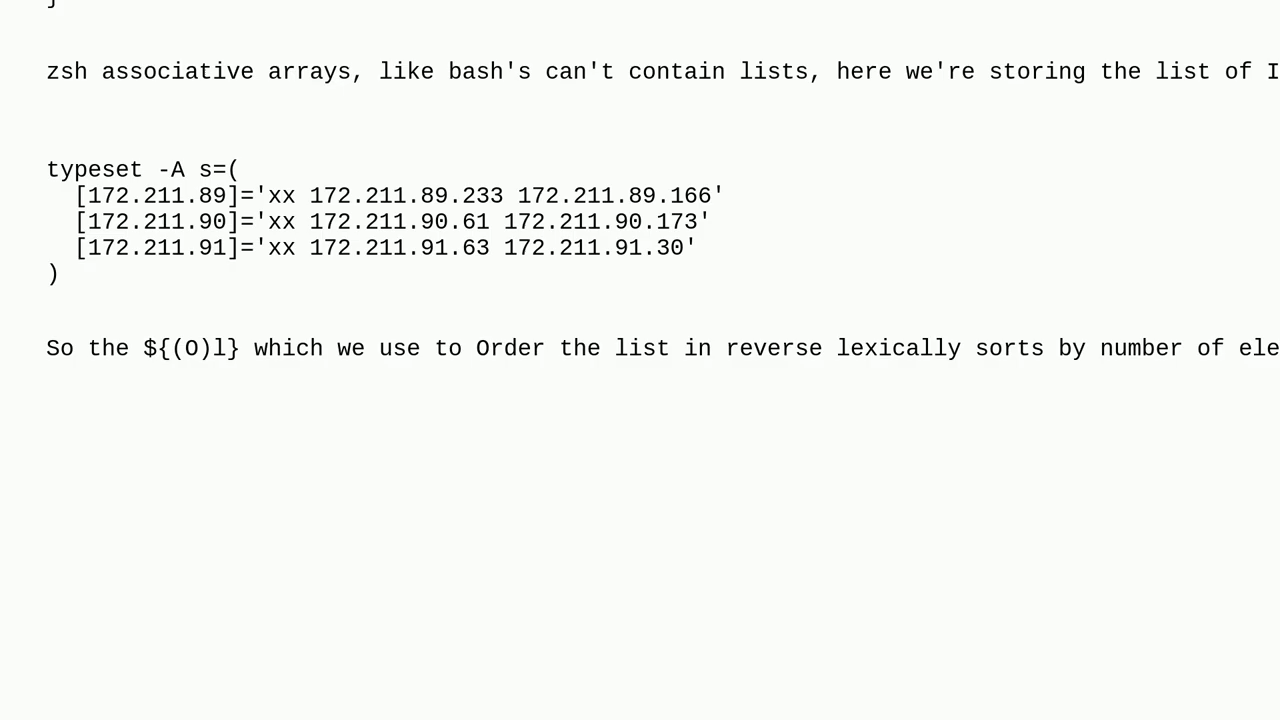 }
zsh associative arrays, like bash's can't contain lists, here we're storing the list of
typeset -A s=(
[172.211.89]='xx 172.211.89.233 172.211.89.166'
[172.211.90]='xx 172.211.90.61 172.211.90.173'
[172.211.91]='xx 172.211.91.63 172.211.91.30'
)
So the ${(O)l} which we use to Order the list in reverse lexically sorts by number of